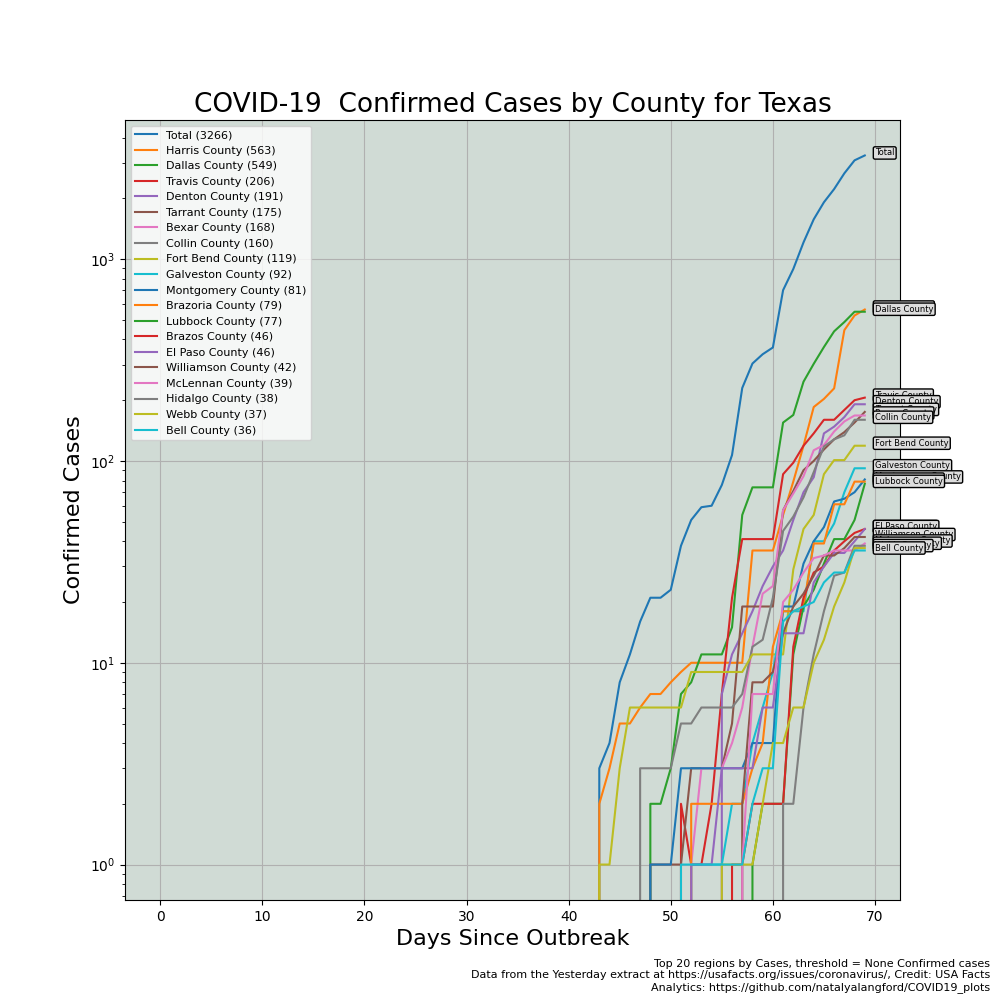 COVID-19  Confirmed Cases by County for Texas
Total (3266)
Harris County (563)
Dallas County (549)
Travis County (206)
Denton County (191)
Tarrant County (175)
Bexar County (168)
Collin County (160)
Fort Bend County (119)
Galveston County (92)
Montgomery County (81)
Brazoria County (79)
Lubbock County (77)
Brazos County (46)
El Paso County (46)
Williamson County (42)
McLennan County (39)
Hidalgo County (38)
Webb County (37)
Bell County (36)
Total
Dallas County
Travis County
Denton County
Collin County
Fort Bend County
Galveston County
Lubbock County
El Paso County
Williamson County
Bell County
Confirmed Cases
10³
10²
10¹
10⁰
0 10 20 30 40 50 60 70
Days Since Outbreak
Top 20 regions by Cases, threshold = None Confirmed cases
Data from the Yesterday extract at https://usafacts.org/issues/coronavirus/, Credit: USA Facts
Analytics: https://github.com/natalyalangford/COVID19_plots